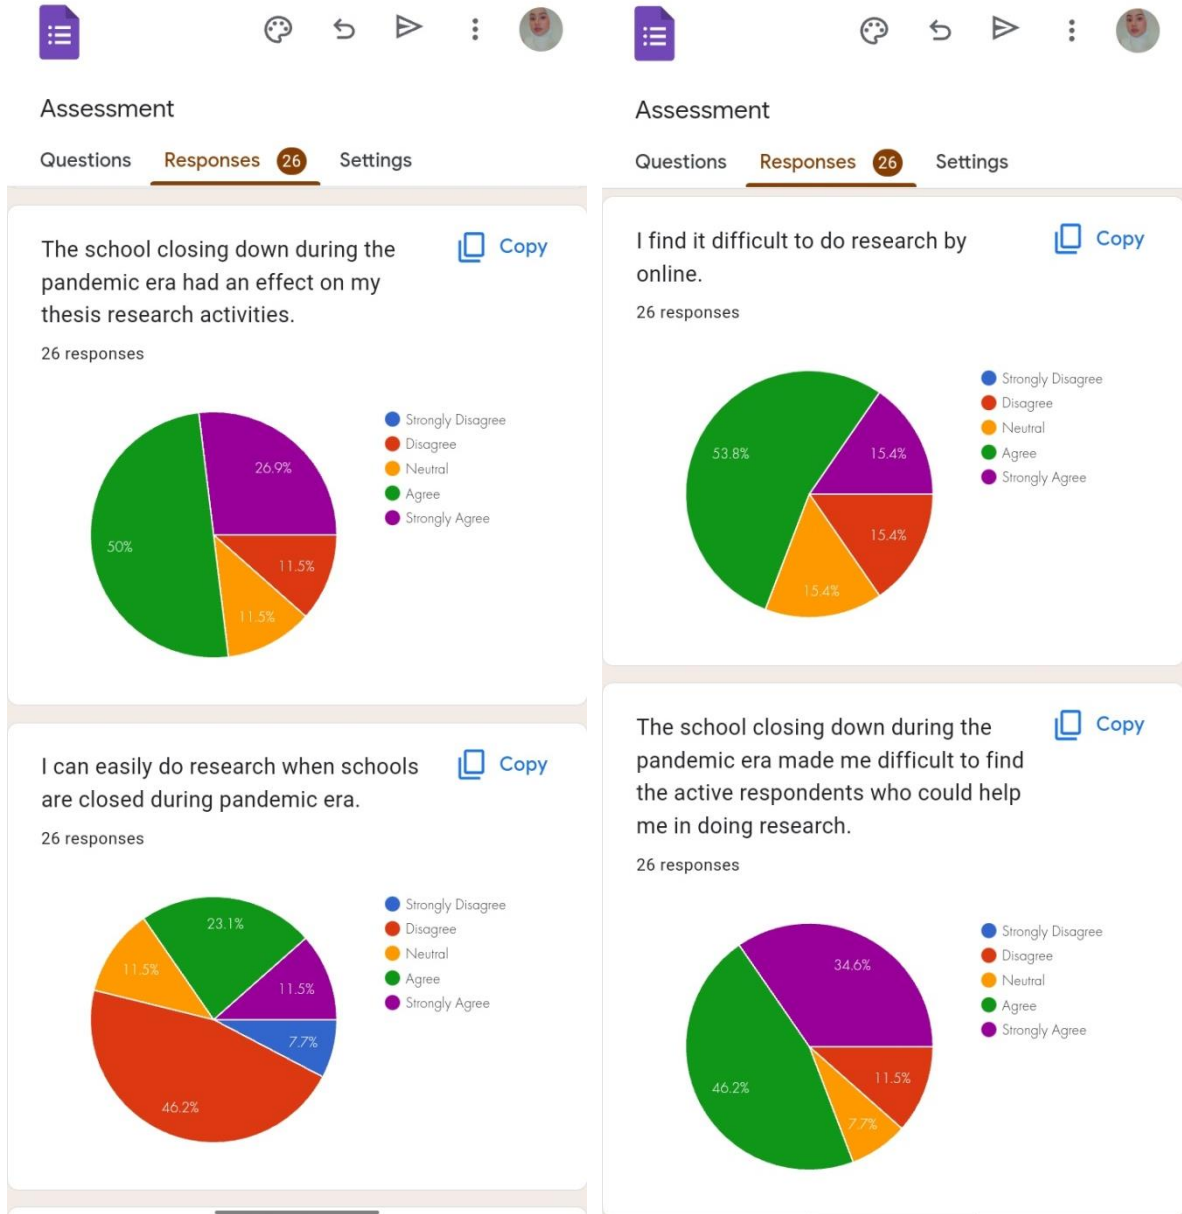 Assessment
Questions Responses 26 Settings
The school closing down during the
pandemic era had an effect on my
thesis research activities.
Copy
26 responses
Strongly Disagree
Disagree
Neutral
Agree
Strongly Agree
26.9%
50%
11.5%
11.5%
I can easily do research when schools
are closed during pandemic era.
Copy
26 responses
Strongly Disagree
Disagree
Neutral
Agree
Strongly Agree
23.1%
11.5%
11.5%
7.7%
46.2%
Assessment
Questions Responses 26 Settings
I find it difficult to do research by
online.
Copy
26 responses
Strongly Disagree
Disagree
Neutral
Agree
Strongly Agree
53.8%
15.4%
15.4%
15.4%
The school closing down during the
pandemic era made me difficult to find
the active respondents who could help
me in doing research.
Copy
26 responses
Strongly Disagree
Disagree
Neutral
Agree
Strongly Agree
34.6%
46.2%
11.5%
7.7%